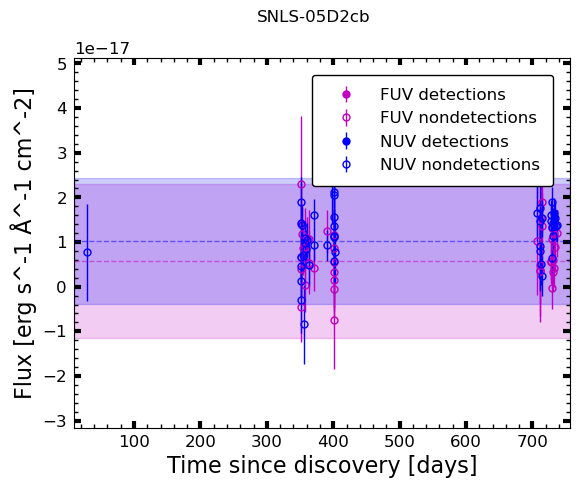 SNLS-05D2cb
1e−17
5
4
3
2
1
0
−1
−2
−3
Flux [erg s^-1 Å^-1 cm^-2]
FUV detections
FUV nondetections
NUV detections
NUV nondetections
100 200 300 400 500 600 700
Time since discovery [days]